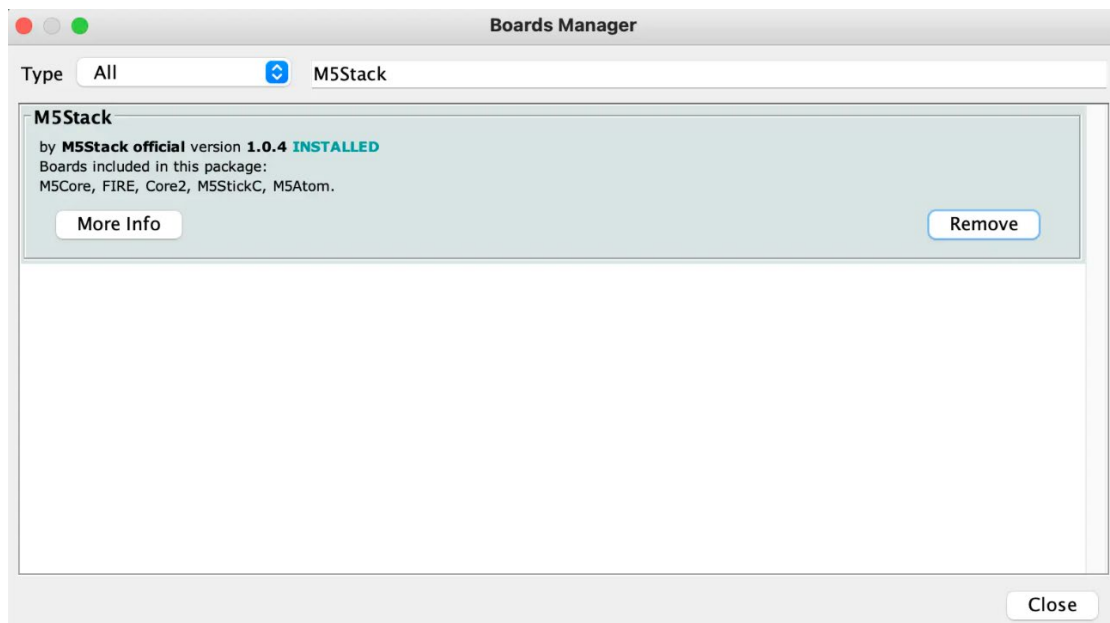 Boards Manager
Type All M5Stack
M5Stack
by M5Stack official version 1.0.4 INSTALLED
Boards included in this package:
M5Core, FIRE, Core2, M5StickC, M5Atom.
More Info Remove
Close